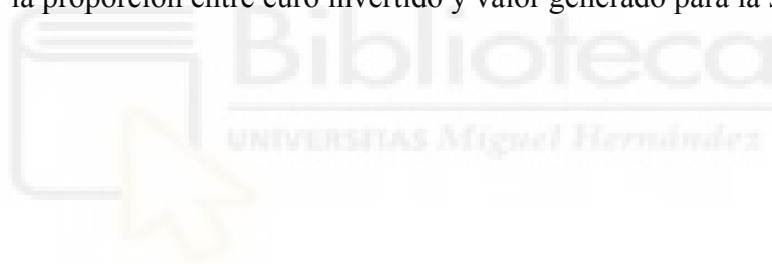 la proporción entre euro invertido y valor generado para la
Biblioteca
UNIVERSITAS Miguel Hernández